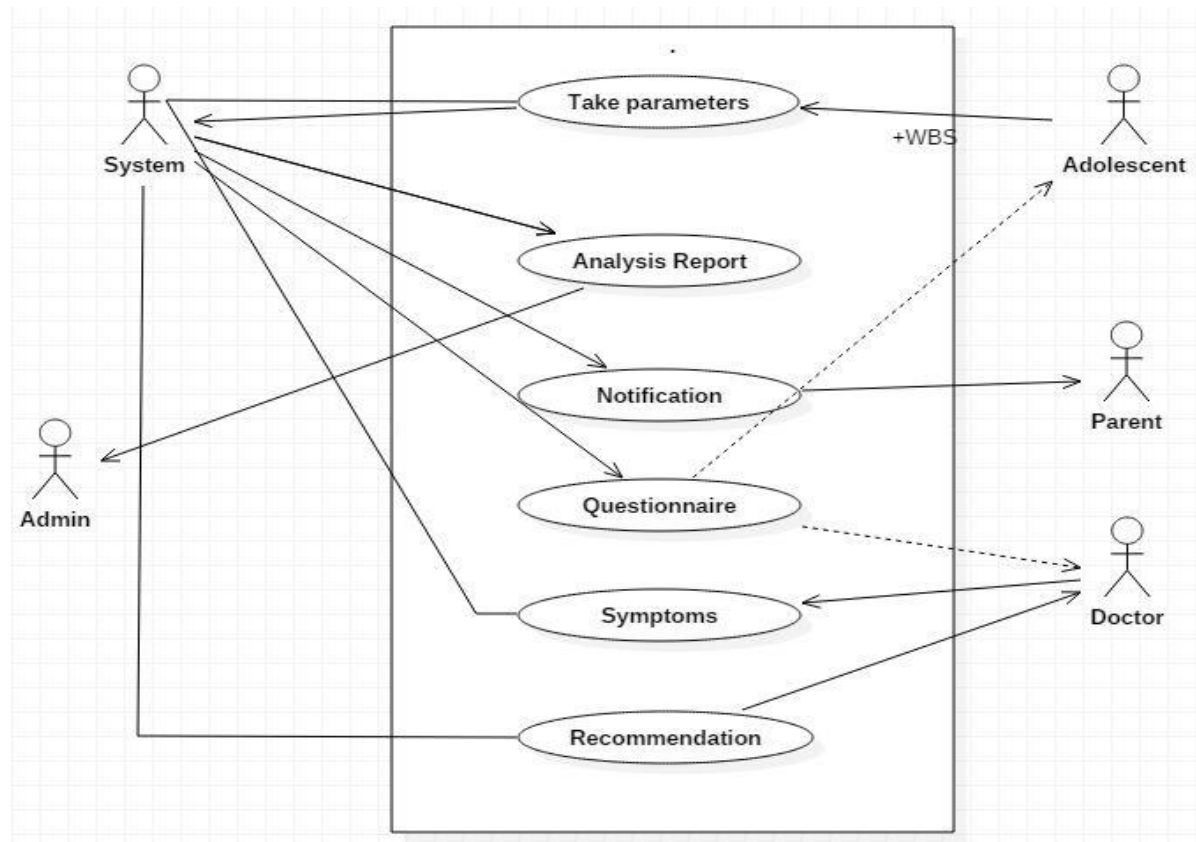 Take parameters
+WBS
System
Adolescent
Analysis Report
Notification
Parent
Questionnaire
Admin
Symptoms
Doctor
Recommendation